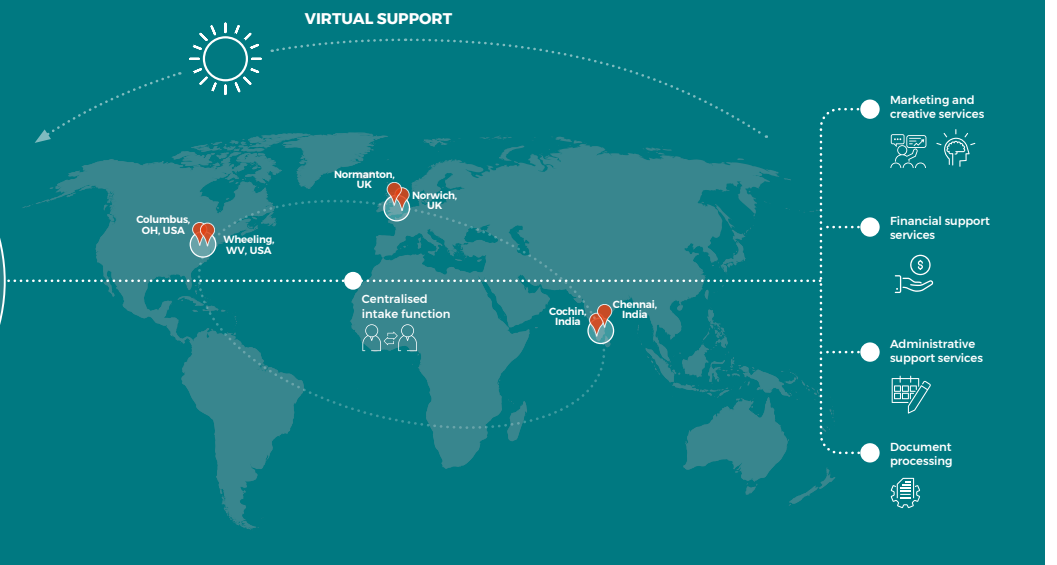 VIRTUAL SUPPORT
Marketing and
creative services
Normanton,
UK
Norwich,
UK
Columbus,
OH, USA
Wheeling,
WV, USA
Financial support
services
$
Centralised
intake function
Cochin,
India
Chennai,
India
Administrative
support services
Document
processing